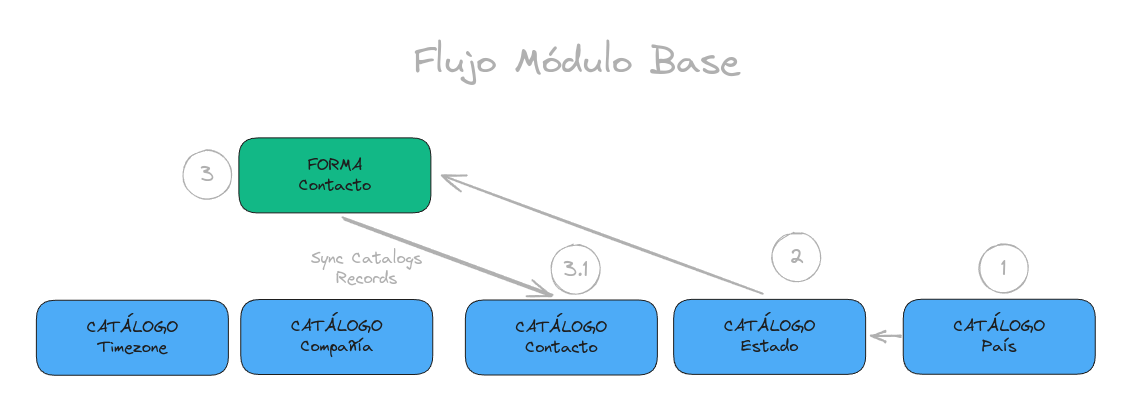 Flujo Módulo Base
3
FORMA
Contacto
Sync Catalogs
Records
3.1
2
1
CATÁLOGO
Timezone
CATÁLOGO
Compañía
CATÁLOGO
Contacto
CATÁLOGO
Estado
CATÁLOGO
País